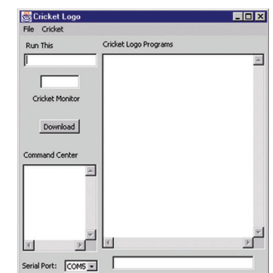 Cricket Logo
File Cricket
Run This
Cricket Logo Programs
Cricket Monitor
Download
Command Center
Serial Port: COM5